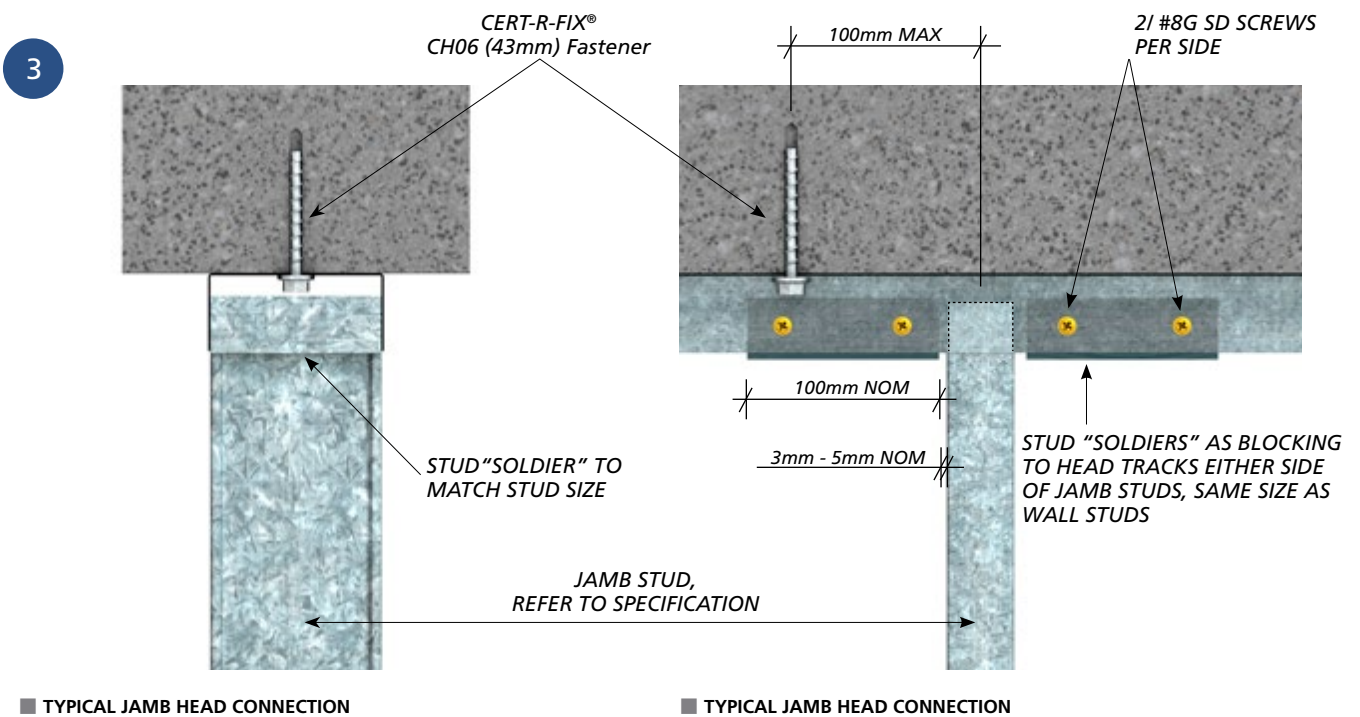 3
CERT-R-FIX®
CH06 (43mm) Fastener
100mm MAX
2/ #8G SD SCREWS
PER SIDE
100mm NOM
3mm - 5mm NOM
STUD"SOLDIER" TO
MATCH STUD SIZE
STUD “SOLDIERS” AS BLOCKING
TO HEAD TRACKS EITHER SIDE
OF JAMB STUDS, SAME SIZE AS
WALL STUDS
JAMB STUD,
REFER TO SPECIFICATION
TYPICAL JAMB HEAD CONNECTION
TYPICAL JAMB HEAD CONNECTION